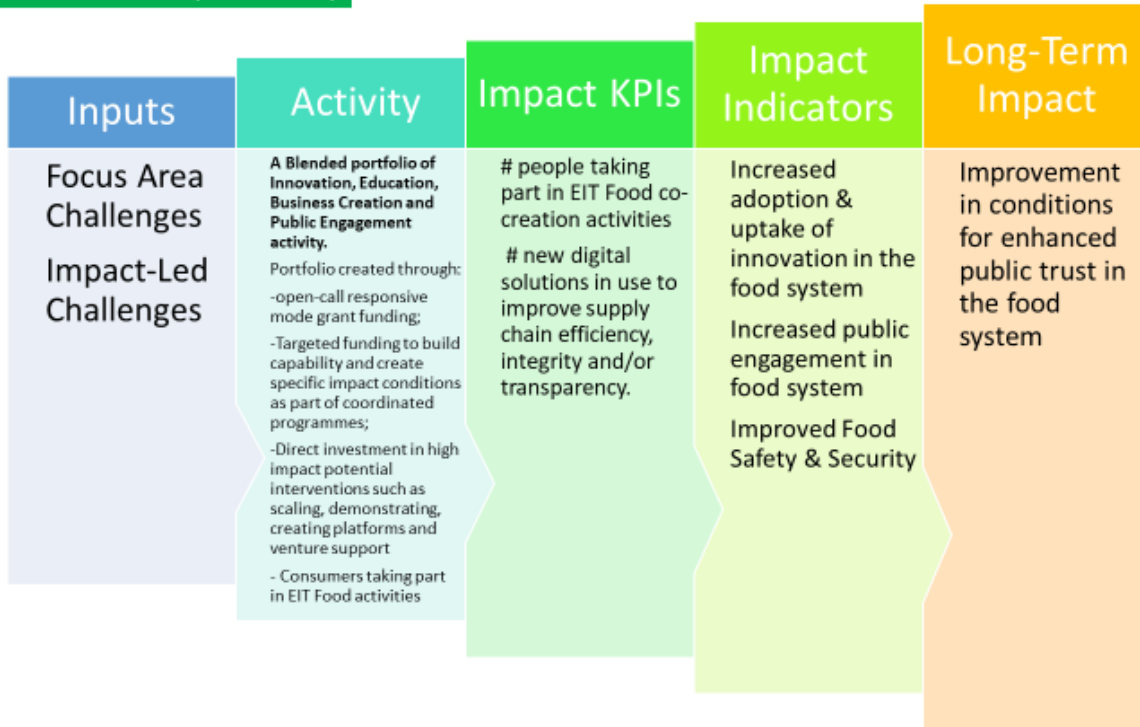 Inputs
Focus Area
Challenges
Impact-Led
Challenges
Activity
A Blended portfolio of
Innovation, Education,
Business Creation and
Public Engagement
activity.
Portfolio created through:
-open-call responsive
mode grant funding;
-Targeted funding to build
capability and create
specific impact conditions
as part of coordinated
programmes;
-Direct investment in high
impact potential
interventions such as
scaling, demonstrating,
creating platforms and
venture support
- Consumers taking part
in EIT Food activities
Impact KPIs
# people taking
part in EIT Food co-
creation activities
# new digital
solutions in use to
improve supply
chain efficiency,
integrity and/or
transparency.
Impact
Indicators
Increased
adoption &
uptake of
innovation in the
food system
Increased public
engagement in
food system
Improved Food
Safety & Security
Long-Term
Impact
Improvement
in conditions
for enhanced
public trust in
the food
system